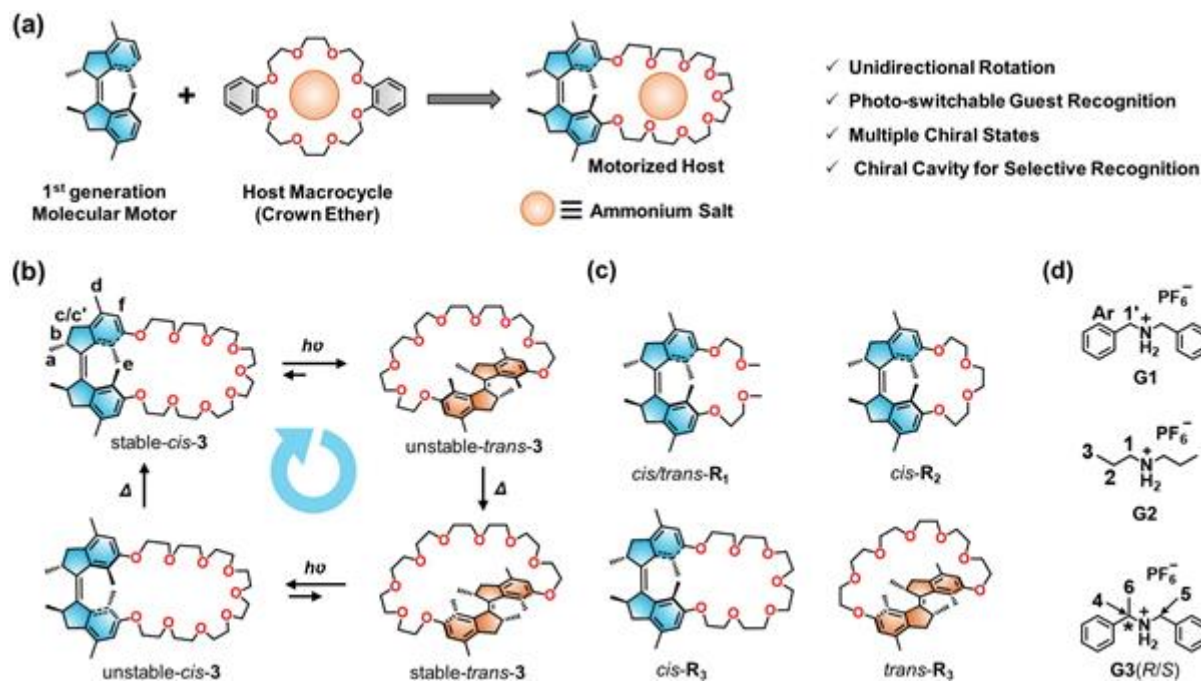 (a)
1st generation
Molecular Motor
+
Host Macrocycle
(Crown Ether)
Motorized Host
≡ Ammonium Salt
✓ Unidirectional Rotation
✓ Photo-switchable Guest Recognition
✓ Multiple Chiral States
✓ Chiral Cavity for Selective Recognition
O O O O O O O O
O O O O O O O O
(b)
d
c/c' f
b
a
e
O O O O O O O O
stable-cis-3
hυ
O O O O O O O O
unstable-trans-3
Δ
Δ
O O O O O O O O
unstable-cis-3
hυ
O O O O O O O O
stable-trans-3
(c)
O O
O O
cis/trans-R1
O O O O O
cis-R2
O O O O O O O
cis-R3
O O O O O O O
trans-R3
(d)
PF6−
Ar 1' +
N
H2
G1
PF6−
3 1 +
N
2 H2
G2
PF6−
6
4 + 5
N
* H2
G3(R/S)